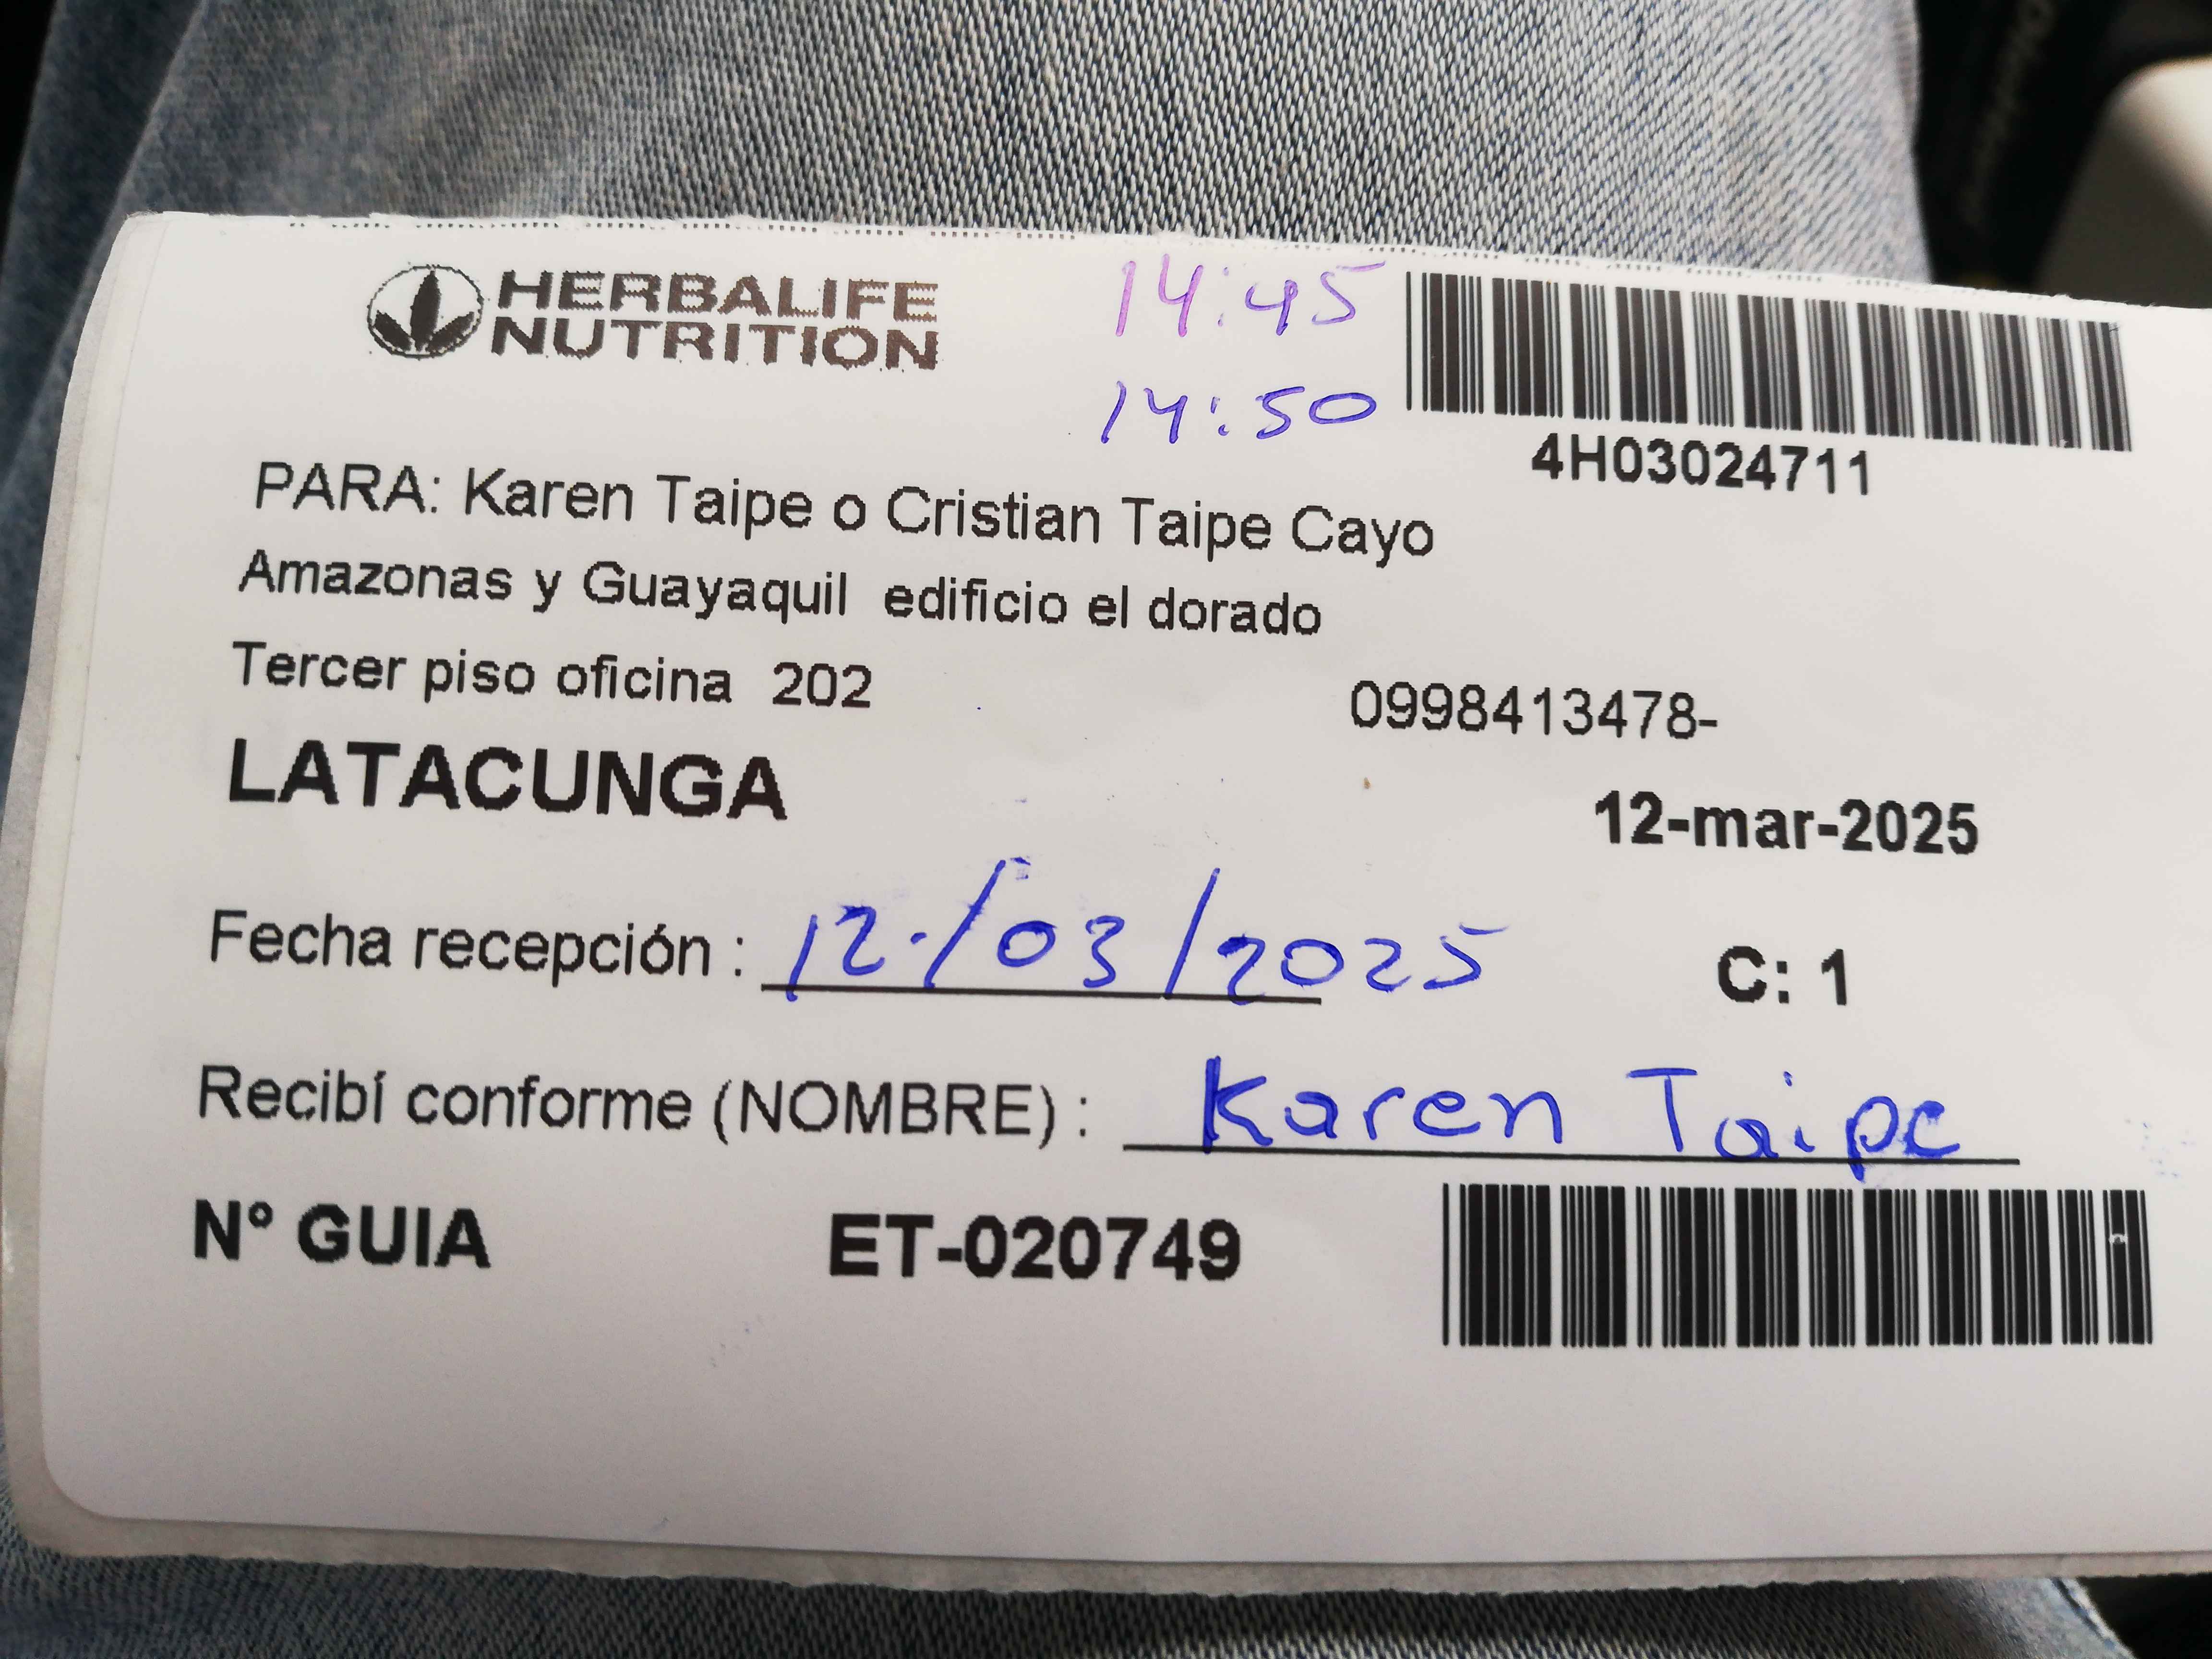 HERBALIFE
NUTRITION
14:45
14:50
4H03024711
PARA: Karen Taipe o Cristian Taipe Cayo
Amazonas y Guayaquil edificio el dorado
Tercer piso oficina 202
0998413478-
LATACUNGA
12-mar-2025
Fecha recepción : 12/03/2025
C: 1
Recibí conforme (NOMBRE) : Karen Taipe
N° GUIA ET-020749